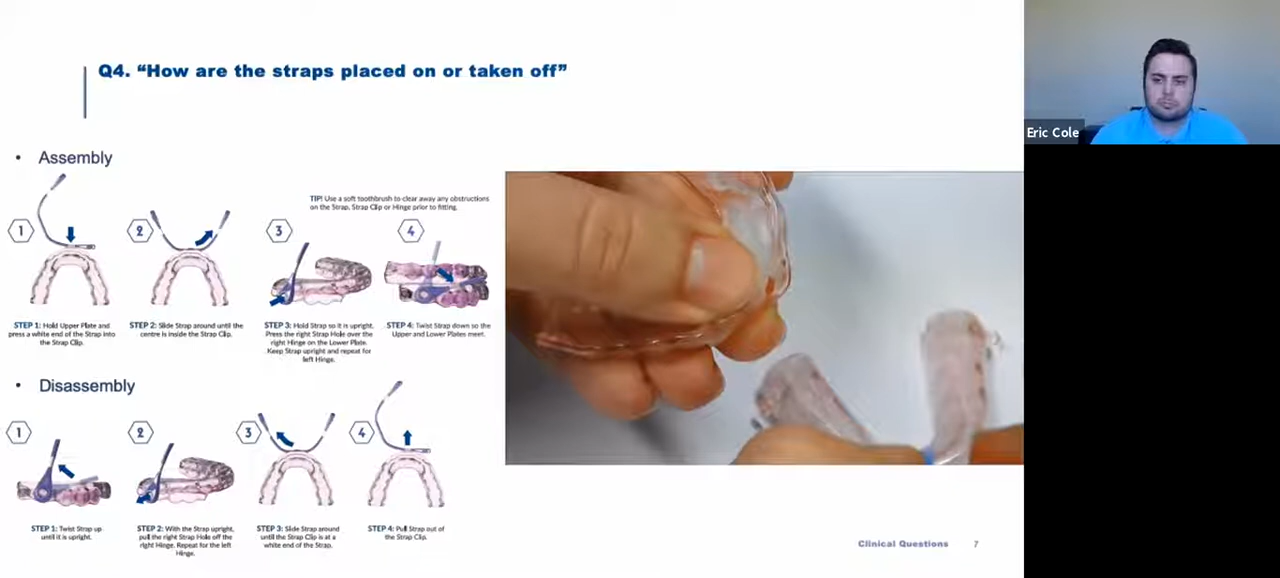 Q4. “How are the straps placed on or taken off”
• Assembly
TIP! Use a soft toothbrush to clear away any obstructions
on the Strap, Strap Clip or Hinge prior to fitting.
1
2
3
4
STEP 1: Hold Upper Plate and
press a white end of the Strap into
the Strap Clip.
STEP 2: Slide Strap around until the
centre is inside the Strap Clip.
STEP 3: Hold Strap so it is upright.
Press the right Strap Hole over the
right Hinge on the Lower Plate.
Keep Strap upright and repeat for
left Hinge.
STEP 4: Twist Strap down so the
Upper and Lower Plates meet.
• Disassembly
1
2
3
4
STEP 1: Twist Strap up
until it is upright.
STEP 2: With the Strap upright,
pull the right Strap Hole off the
right Hinge. Repeat for the left
Hinge.
STEP 3: Slide Strap around
until the Strap Clip is at a
white end of the Strap.
STEP 4: Pull Strap out of
the Strap Clip.
Clinical Questions 7
Eric Cole